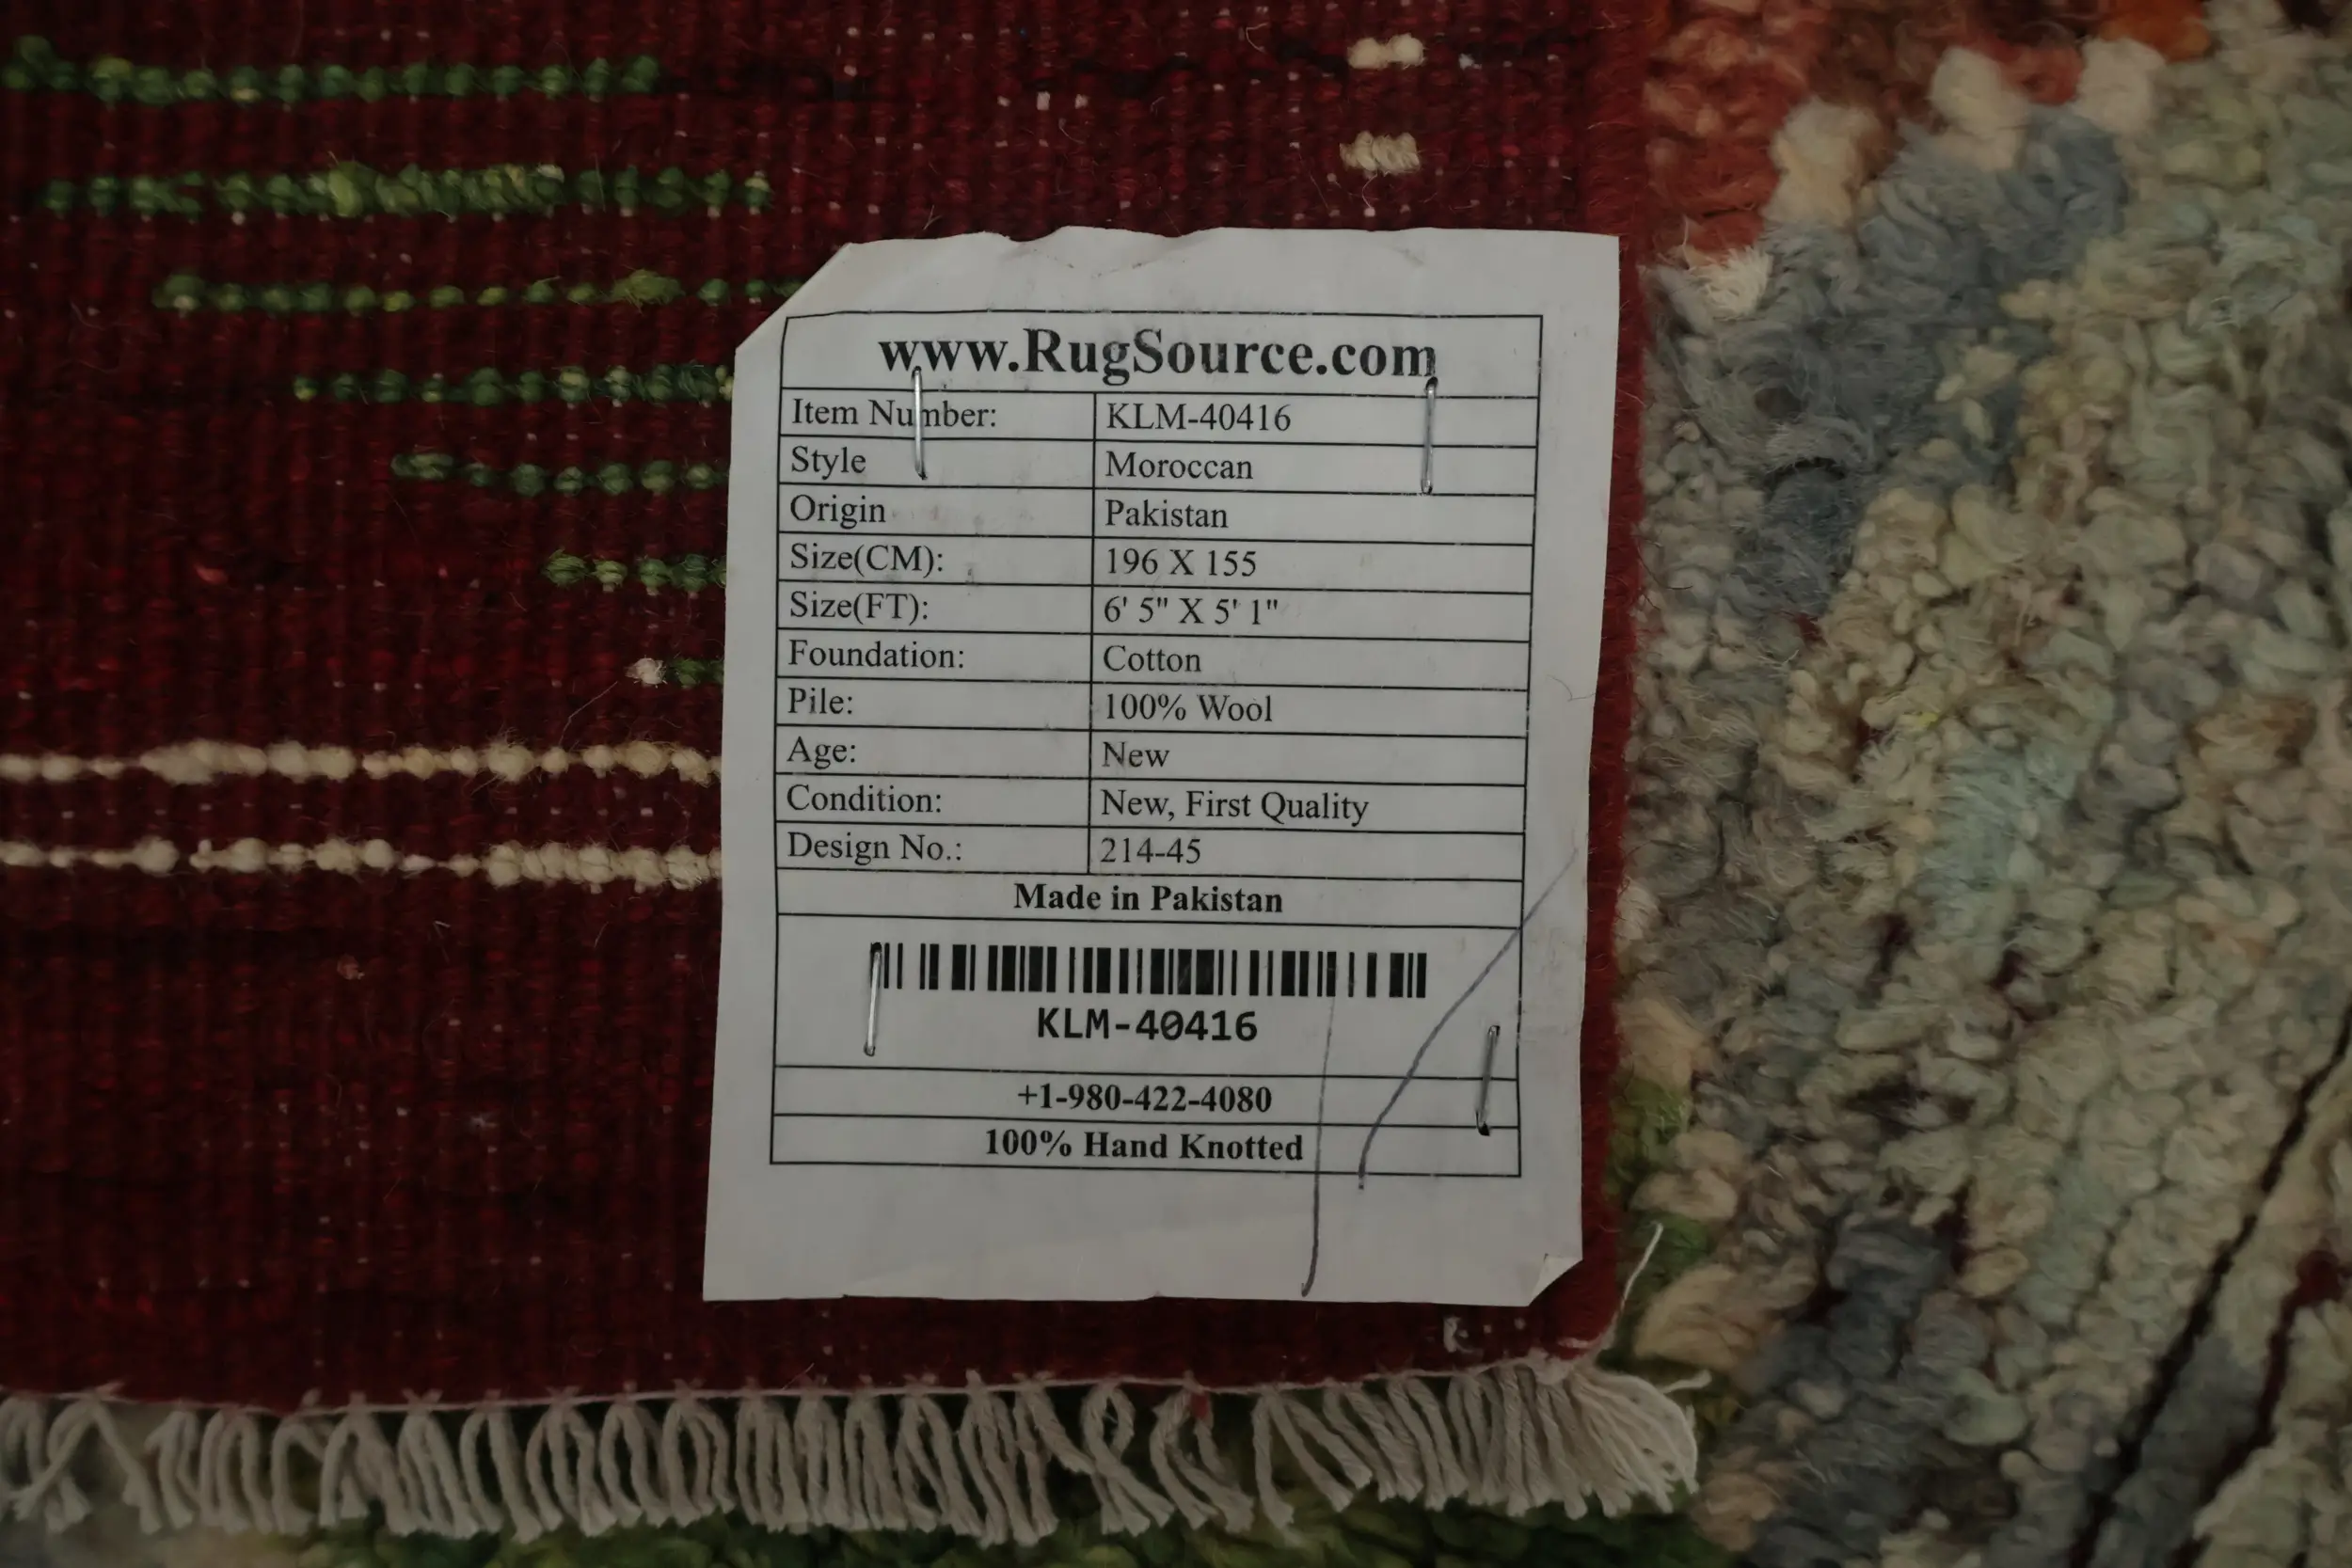 www.RugSource.com
Item Number: KLM-40416
Style Moroccan
Origin Pakistan
Size(CM): 196 X 155
Size(FT): 6' 5" X 5' 1"
Foundation: Cotton
Pile: 100% Wool
Age: New
Condition: New, First Quality
Design No.: 214-45
Made in Pakistan
KLM-40416
+1-980-422-4080
100% Hand Knotted